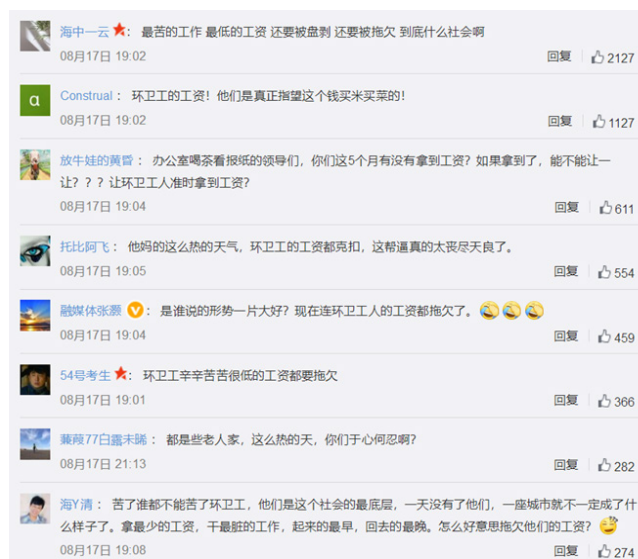 海中一云： 最苦的工作 最低的工资 还要被盘剥 还要被拖欠 到底什么社会啊
08月17日 19:02 回复 2127
α
Construal： 环卫工的工资！他们是真正指望这个钱买米买菜的！
08月17日 19:02 回复 1127
放牛娃的黄昏： 办公室喝茶看报纸的领导们，你们这5个月有没有拿到工资？如果拿到了，能不能让一
让？？？让环卫工人准时拿到工资？
08月17日 19:04 回复 611
托比阿飞： 他妈的这么热的天气，环卫工的工资都克扣，这帮逼真的太丧尽天良了。
08月17日 19:05 回复 554
融媒体张灏 V： 是谁说的形势一片大好？现在连环卫工人的工资都拖欠了。
08月17日 19:04 回复 459
54号考生： 环卫工辛辛苦苦很低的工资都要拖欠
08月17日 19:01 回复 366
蒹葭77白露未晞： 都是些老人家，这么热的天，你们于心何忍啊？
08月17日 21:13 回复 282
海Y清： 苦了谁都不能苦了环卫工，他们是这个社会的最底层，一天没有了他们，一座城市就不一定成了什
么样子了。拿最少的工资，干最脏的工作，起来的最早，回去的最晚。怎么好意思拖欠他们的工资？
08月17日 19:08 回复 274